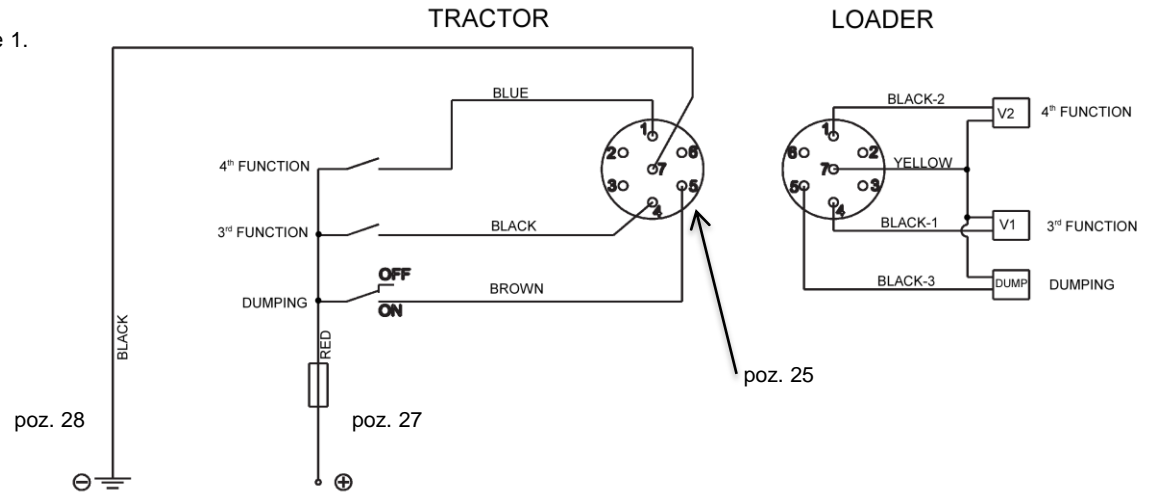 TRACTOR
LOADER
e 1.
BLUE
BLACK-2
1
2
6
7
3
5
4
1
6
2
7
5
3
4
V2
4th FUNCTION
4th FUNCTION
YELLOW
3rd FUNCTION
BLACK
BLACK-1
V1
3rd FUNCTION
OFF
DUMPING
BROWN
ON
BLACK-3
DUMP
DUMPING
BLACK
RED
poz. 25
poz. 28
poz. 27